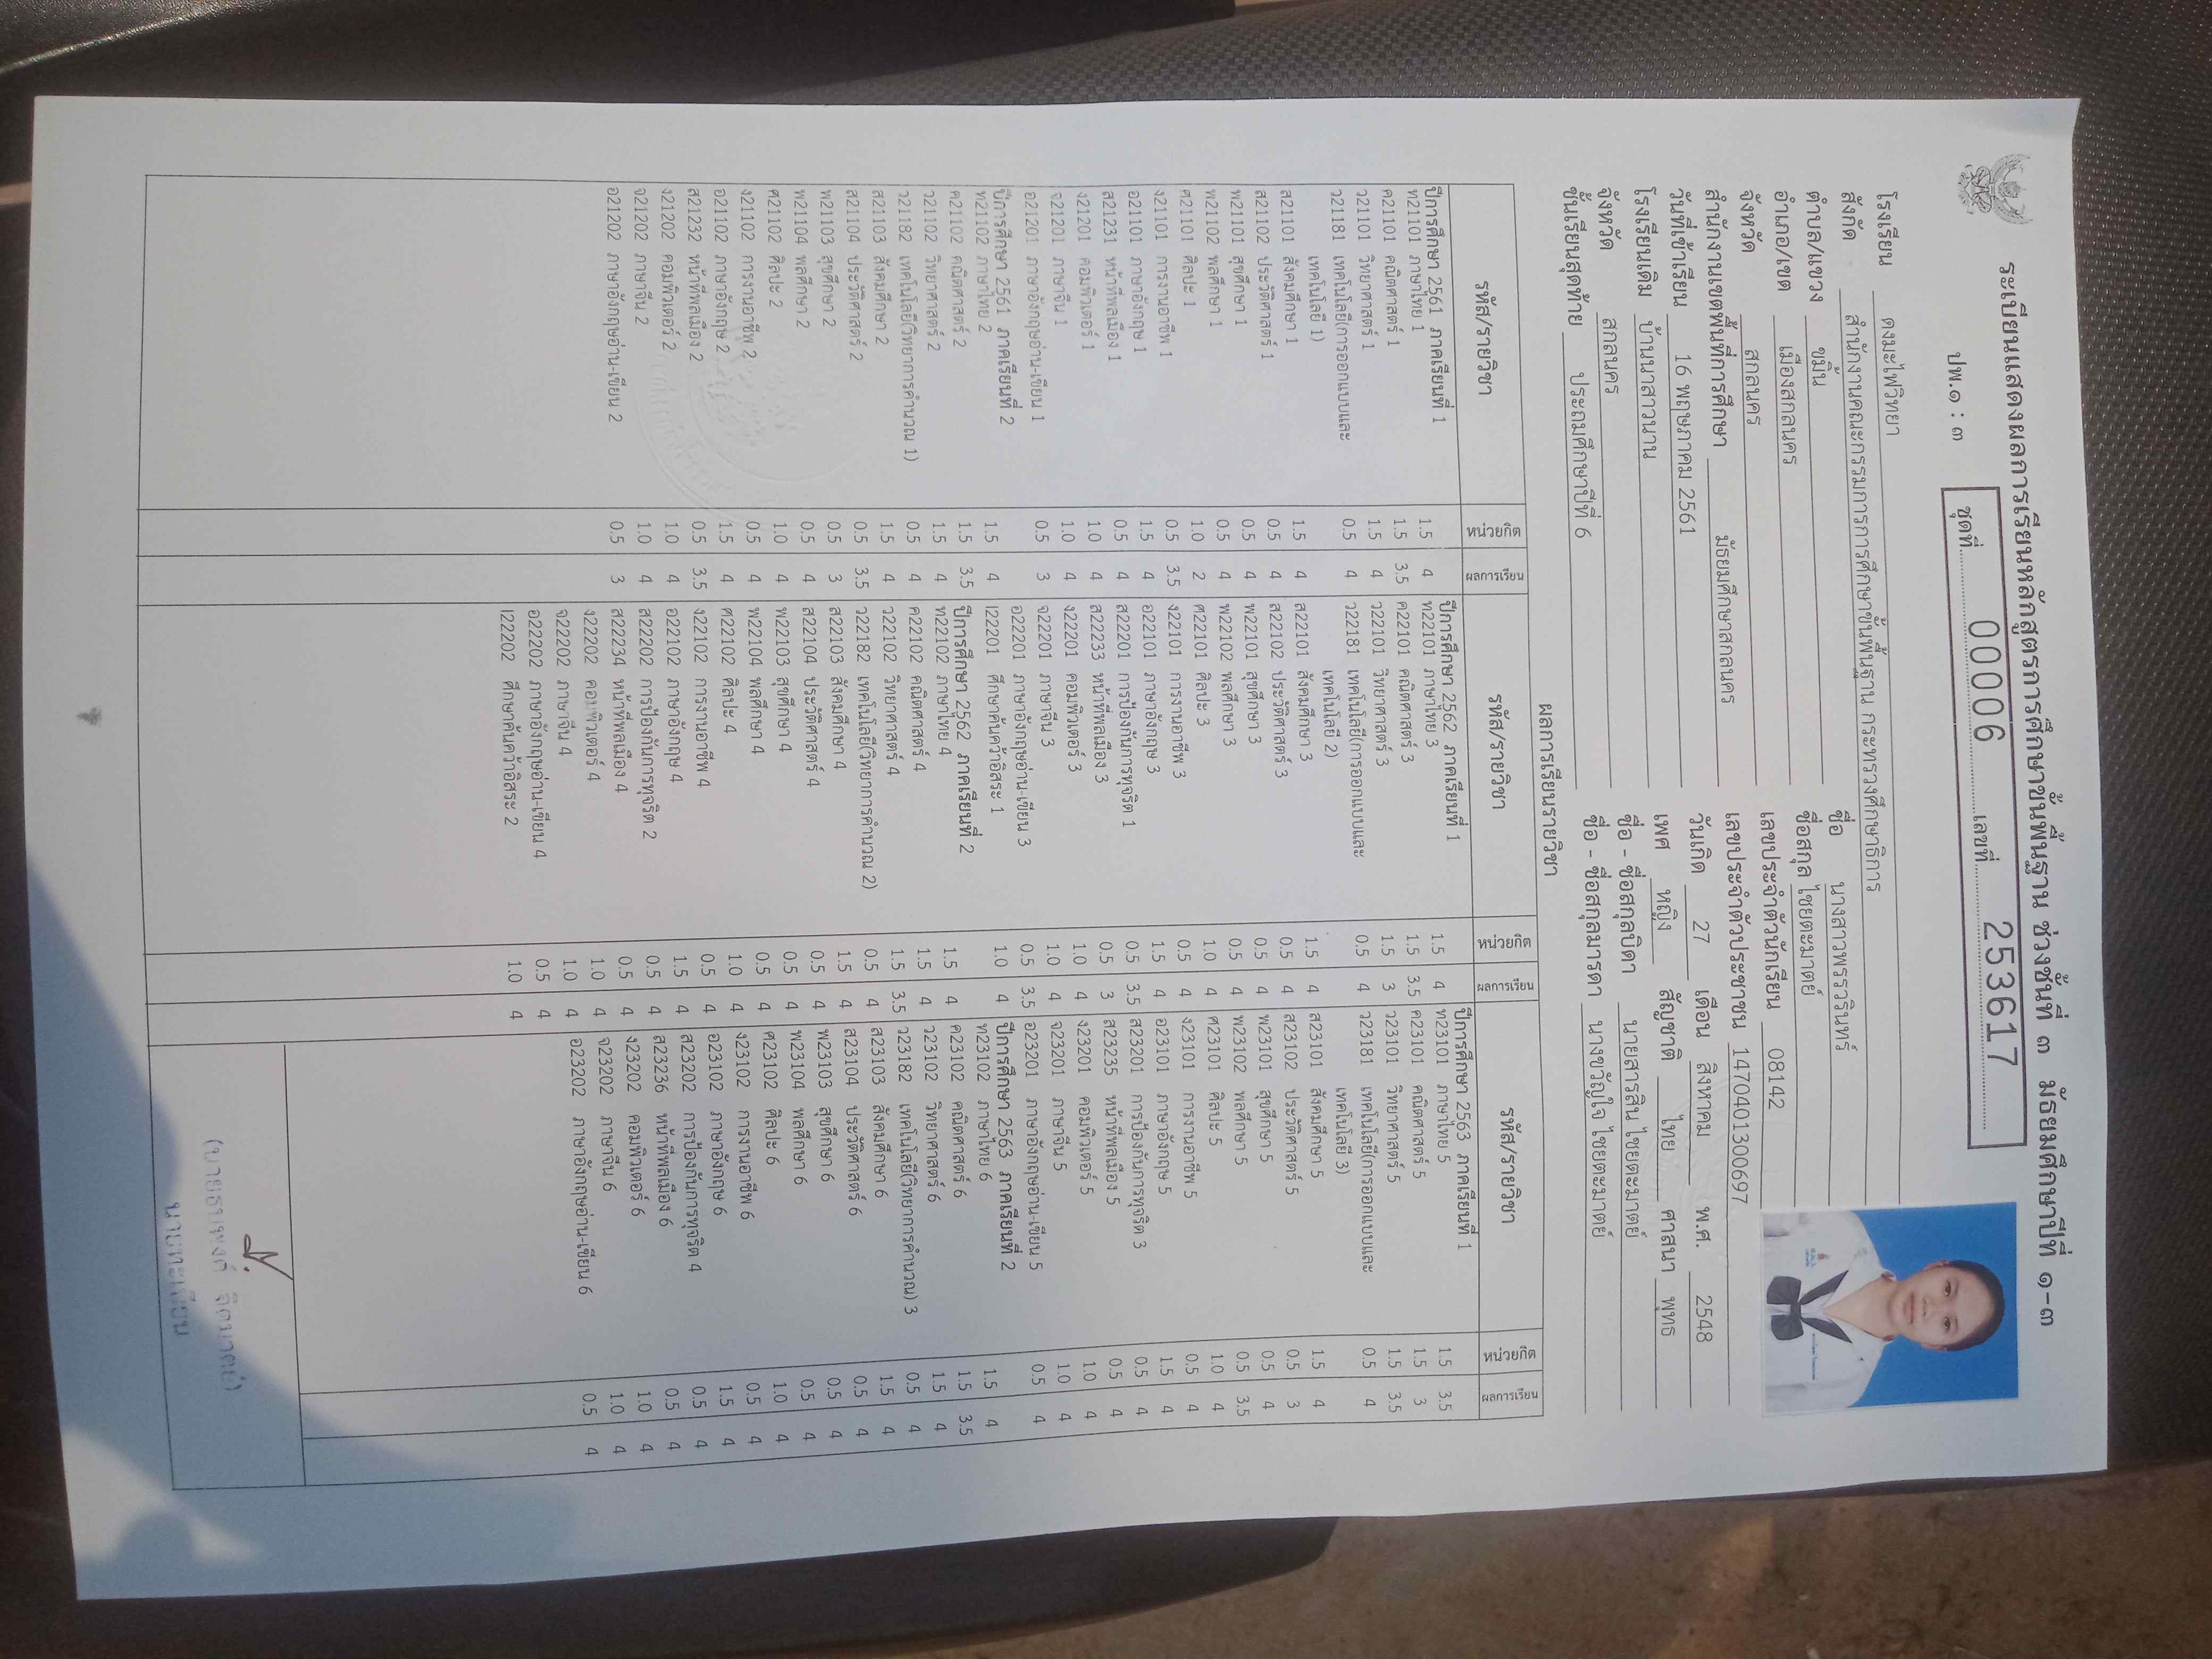 ระเบียนแสดงผลการเรียนหลักสูตรการศึกษาขั้นพื้นฐาน ช่วงชั้นที่ ๓ มัธยมศึกษาปีที่ ๑-๓
ปพ.๑ : ๓ ชุดที่ 00006 เลขที่ 253617
โรงเรียน ดงมะไฟวิทยา
สังกัด สำนักงานคณะกรรมการการศึกษาขั้นพื้นฐาน กระทรวงศึกษาธิการ
ตำบล/แขวง ขมิ้น
อำเภอ/เขต เมืองสกลนคร
จังหวัด สกลนคร
สำนักงานเขตพื้นที่การศึกษา มัธยมศึกษาสกลนคร
วันที่เข้าเรียน 16 พฤษภาคม 2561
โรงเรียนเดิม บ้านนาสาวนาน
จังหวัด สกลนคร
ชั้นเรียนสุดท้าย ประถมศึกษาปีที่ 6
ชื่อ นางสาวพรรวรินทร์
ชื่อสกุล ไชยตะมาตย์
เลขประจำตัวนักเรียน 08142
เลขประจำตัวประชาชน 1470401300697
วันเกิด 27 เดือน สิงหาคม พ.ศ. 2548
เพศ หญิง สัญชาติ ไทย ศาสนา พุทธ
ชื่อ - ชื่อสกุลบิดา นายสารสิน ไชยตะมาตย์
ชื่อ - ชื่อสกุลมารดา นางขวัญใจ ไชยตะมาตย์
ผลการเรียนรายวิชา
รหัส/รายวิชา หน่วยกิต ผลการเรียน
ปีการศึกษา 2561 ภาคเรียนที่ 1
ท21101 ภาษาไทย 1 1.5 4
ค21101 คณิตศาสตร์ 1 1.5 3.5
ว21101 วิทยาศาสตร์ 1 1.5 4
ว21181 เทคโนโลยี(การออกแบบและ 0.5 4
เทคโนโลยี 1)
ส21101 สังคมศึกษา 1 1.5 4
ส21102 ประวัติศาสตร์ 1 0.5 4
พ21101 สุขศึกษา 1 0.5 4
พ21102 พลศึกษา 1 0.5 4
ศ21101 ศิลปะ 1 1.0 2
ง21101 การงานอาชีพ 1 0.5 3.5
อ21101 ภาษาอังกฤษ 1 1.5 4
ส21231 หน้าที่พลเมือง 1 0.5 4
ง21201 คอมพิวเตอร์ 1 1.0 4
จ21201 ภาษาจีน 1 1.0 4
อ21201 ภาษาอังกฤษอ่าน-เขียน 1 0.5 3
ปีการศึกษา 2561 ภาคเรียนที่ 2
ท21102 ภาษาไทย 2 1.5 4
ค21102 คณิตศาสตร์ 2 1.5 3.5
ว21102 วิทยาศาสตร์ 2 1.5 4
ว21182 เทคโนโลยี(วิทยาการคำนวณ 1) 0.5 4
ส21103 สังคมศึกษา 2 1.5 4
ส21104 ประวัติศาสตร์ 2 0.5 3.5
พ21103 สุขศึกษา 2 0.5 3
พ21104 พลศึกษา 2 0.5 4
ศ21102 ศิลปะ 2 1.0 4
ง21102 การงานอาชีพ 2 0.5 4
อ21102 ภาษาอังกฤษ 2 1.5 4
ส21232 หน้าที่พลเมือง 2 0.5 3.5
ง21202 คอมพิวเตอร์ 2 1.0 4
จ21202 ภาษาจีน 2 1.0 4
อ21202 ภาษาอังกฤษอ่าน-เขียน 2 0.5 3
รหัส/รายวิชา หน่วยกิต ผลการเรียน
ปีการศึกษา 2562 ภาคเรียนที่ 1
ท22101 ภาษาไทย 3 1.5 4
ค22101 คณิตศาสตร์ 3 1.5 3.5
ว22101 วิทยาศาสตร์ 3 1.5 3
ว22181 เทคโนโลยี(การออกแบบและ 0.5 4
เทคโนโลยี 2)
ส22101 สังคมศึกษา 3 1.5 4
ส22102 ประวัติศาสตร์ 3 0.5 4
พ22101 สุขศึกษา 3 0.5 4
พ22102 พลศึกษา 3 0.5 4
ศ22101 ศิลปะ 3 1.0 4
ง22101 การงานอาชีพ 3 0.5 4
อ22101 ภาษาอังกฤษ 3 1.5 4
ส22201 การป้องกันการทุจริต 1 0.5 3.5
ส22233 หน้าที่พลเมือง 3 0.5 3
ง22201 คอมพิวเตอร์ 3 1.0 4
จ22201 ภาษาจีน 3 1.0 4
อ22201 ภาษาอังกฤษอ่าน-เขียน 3 0.5 3.5
I22201 ศึกษาค้นคว้าอิสระ 1 1.0 4
ปีการศึกษา 2562 ภาคเรียนที่ 2
ท22102 ภาษาไทย 4 1.5 4
ค22102 คณิตศาสตร์ 4 1.5 4
ว22102 วิทยาศาสตร์ 4 1.5 3.5
ว22182 เทคโนโลยี(วิทยาการคำนวณ 2) 0.5 4
ส22103 สังคมศึกษา 4 1.5 4
ส22104 ประวัติศาสตร์ 4 0.5 4
พ22103 สุขศึกษา 4 0.5 4
พ22104 พลศึกษา 4 0.5 4
ศ22102 ศิลปะ 4 1.0 4
ง22102 การงานอาชีพ 4 0.5 4
อ22102 ภาษาอังกฤษ 4 1.5 4
ส22202 การป้องกันการทุจริต 2 0.5 4
ส22234 หน้าที่พลเมือง 4 0.5 4
ง22202 คอมพิวเตอร์ 4 1.0 4
จ22202 ภาษาจีน 4 1.0 4
อ22202 ภาษาอังกฤษอ่าน-เขียน 4 0.5 4
I22202 ศึกษาค้นคว้าอิสระ 2 1.0 4
รหัส/รายวิชา หน่วยกิต ผลการเรียน
ปีการศึกษา 2563 ภาคเรียนที่ 1
ท23101 ภาษาไทย 5 1.5 3.5
ค23101 คณิตศาสตร์ 5 1.5 3
ว23101 วิทยาศาสตร์ 5 1.5 3.5
ว23181 เทคโนโลยี(การออกแบบและ 0.5 4
เทคโนโลยี 3)
ส23101 สังคมศึกษา 5 1.5 4
ส23102 ประวัติศาสตร์ 5 0.5 3
พ23101 สุขศึกษา 5 0.5 4
พ23102 พลศึกษา 5 0.5 3.5
ศ23101 ศิลปะ 5 1.0 4
ง23101 การงานอาชีพ 5 0.5 4
อ23101 ภาษาอังกฤษ 5 1.5 4
ส23201 การป้องกันการทุจริต 3 0.5 4
ส23235 หน้าที่พลเมือง 5 0.5 4
ง23201 คอมพิวเตอร์ 5 1.0 4
จ23201 ภาษาจีน 5 1.0 4
อ23201 ภาษาอังกฤษอ่าน-เขียน 5 0.5 4
ปีการศึกษา 2563 ภาคเรียนที่ 2
ท23102 ภาษาไทย 6 1.5 4
ค23102 คณิตศาสตร์ 6 1.5 3.5
ว23102 วิทยาศาสตร์ 6 1.5 4
ว23182 เทคโนโลยี(วิทยาการคำนวณ) 3 0.5 4
ส23103 สังคมศึกษา 6 1.5 4
ส23104 ประวัติศาสตร์ 6 0.5 4
พ23103 สุขศึกษา 6 0.5 4
พ23104 พลศึกษา 6 0.5 4
ศ23102 ศิลปะ 6 1.0 4
ง23102 การงานอาชีพ 6 0.5 4
อ23102 ภาษาอังกฤษ 6 1.5 4
ส23202 การป้องกันการทุจริต 4 0.5 4
ส23236 หน้าที่พลเมือง 6 0.5 4
ง23202 คอมพิวเตอร์ 6 1.0 4
จ23202 ภาษาจีน 6 1.0 4
อ23202 ภาษาอังกฤษอ่าน-เขียน 6 0.5 4
นายทะเบียน